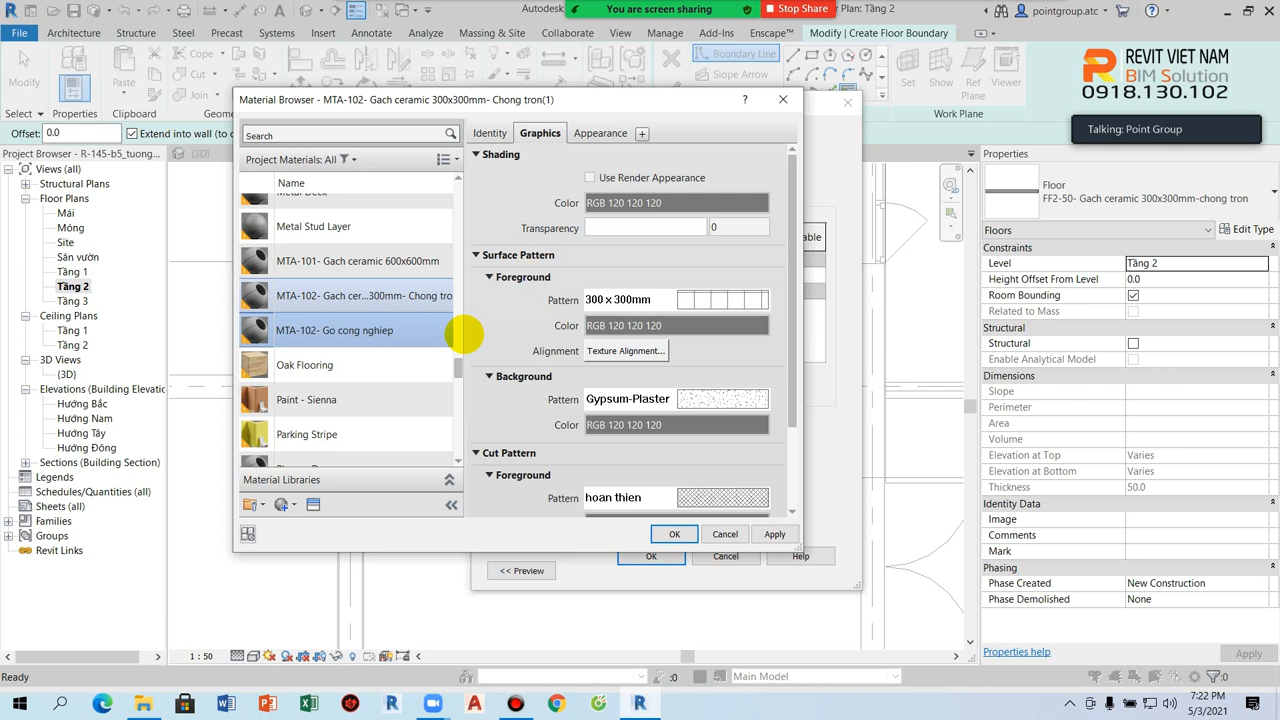 Autodesk
You are screen sharing
Stop Share
Plan: Tầng 2
pointgroup.atc
File
Architecture
Structure
Steel
Precast
Systems
Insert
Annotate
Analyze
Massing & Site
Collaborate
View
Manage
Add-Ins
Enscape™
Modify | Create Floor Boundary
Modify
Cope
Cut
Join
Boundary Line
Slope Arrow
Set
Show
Ref
Plane
Viewer
REVIT VIET NAM
BIM Solution
0918.130.102
Select
Properties
Clipboard
Work Plane
Offset:
0.0
Extend into wall (to
Talking: Point Group
Project Browser - R-145-b5_tuong...
{3D}
Views (all)
Structural Plans
Floor Plans
Mái
Móng
Site
Sân vườn
Tầng 1
Tầng 2
Tầng 3
Ceiling Plans
Tầng 1
Tầng 2
3D Views
{3D}
Elevations (Building Elevatio
Hướng Bắc
Hướng Nam
Hướng Tây
Hướng Đông
Sections (Building Section)
Legends
Schedules/Quantities (all)
Sheets (all)
Families
Groups
Revit Links
Material Browser - MTA-102- Gach ceramic 300x300mm- Chong tron(1)
Search
Project Materials: All
Name
Metal Deck
Metal Stud Layer
MTA-101- Gach ceramic 600x600mm
MTA-102- Gach cer...300mm- Chong tro
MTA-102- Go cong nghiep
Oak Flooring
Paint - Sienna
Parking Stripe
Material Libraries
Identity
Graphics
Appearance
Shading
Use Render Appearance
Color
RGB 120 120 120
Transparency
0
Surface Pattern
Foreground
Pattern
300 x 300mm
Color
RGB 120 120 120
Alignment
Texture Alignment...
Background
Pattern
Gypsum-Plaster
Color
RGB 120 120 120
Cut Pattern
Foreground
Pattern
hoan thien
OK
Cancel
Apply
able
<< Preview
OK
Cancel
Help
Properties
Floor
FF2-50- Gach ceramic 300x300mm-chong tron
Floors
Edit Type
Constraints
Level
Tầng 2
Height Offset From Level
0.0
Room Bounding
Related to Mass
Structural
Structural
Enable Analytical Model
Dimensions
Slope
Perimeter
Area
Volume
Elevation at Top
Varies
Elevation at Bottom
Varies
Thickness
50.0
Identity Data
Image
Comments
Mark
Phasing
Phase Created
New Construction
Phase Demolished
None
Properties help
Apply
1 : 50
Ready
:0
Main Model
:0
7:22 PM
5/3/2021